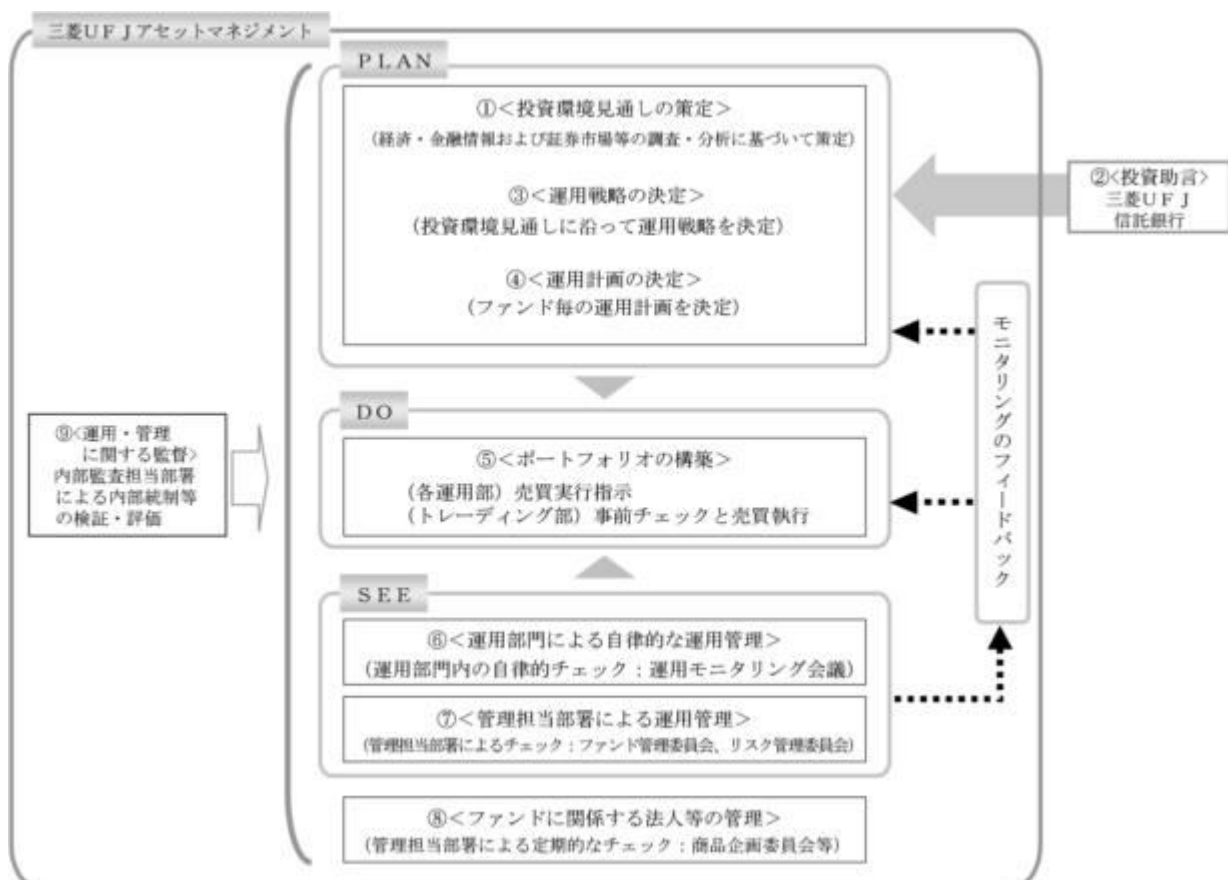 三菱ＵＦＪアセットマネジメント
ＰＬＡＮ
①＜投資環境見通しの策定＞
(経済・金融情報および証券市場等の調査・分析に基づいて策定)
②＜投資助言＞
三菱ＵＦＪ
信託銀行
③＜運用戦略の決定＞
(投資環境見通しに沿って運用戦略を決定)
④＜運用計画の決定＞
(ファンド毎の運用計画を決定)
モニタリングのフィードバック
ＤＯ
⑤＜ポートフォリオの構築＞
(各運用部) 売買実行指示
(トレーディング部) 事前チェックと売買執行
⑨＜運用・管理
に関する監督＞
内部監査担当部署
による内部統制等
の検証・評価
ＳＥＥ
⑥＜運用部門による自律的な運用管理＞
(運用部門内の自律的チェック：運用モニタリング会議)
⑦＜管理担当部署による運用管理＞
(管理担当部署によるチェック：ファンド管理委員会、リスク管理委員会)
⑧＜ファンドに関係する法人等の管理＞
(管理担当部署による定期的なチェック：商品企画委員会等)